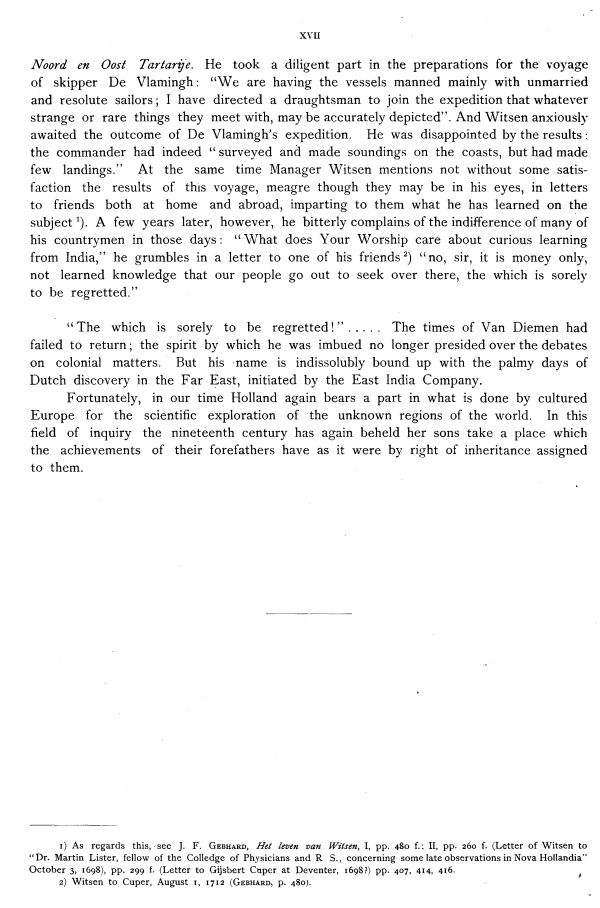 XVII
Noord en Oost Tartarije. He took a diligent part in the preparations for the voyage
of skipper De Vlamingh: "We are having the vessels manned mainly with unmarried
and resolute sailors; I have directed a draughtsman to join the expedition that whatever
strange or rare things they meet with, may be accurately depicted". And Witsen anxiously
awaited the outcome of De Vlamingh's expedition. He was disappointed by the results:
the commander had indeed "surveyed and made soundings on the coasts, but had made
few landings." At the same time Manager Witsen mentions not without some satis-
faction the results of this voyage, meagre though they may be in his eyes, in letters
to friends both at home and abroad, imparting to them what he has learned on the
subject ¹). A few years later, however, he bitterly complains of the indifference of many of
his countrymen in those days: "What does Your Worship care about curious learning
from India," he grumbles in a letter to one of his friends ²) "no, sir, it is money only,
not learned knowledge that our people go out to seek over there, the which is sorely
to be regretted."
"The which is sorely to be regretted!" ..... The times of Van Diemen had
failed to return; the spirit by which he was imbued no longer presided over the debates
on colonial matters. But his name is indissolubly bound up with the palmy days of
Dutch discovery in the Far East, initiated by the East India Company.
Fortunately, in our time Holland again bears a part in what is done by cultured
Europe for the scientific exploration of the unknown regions of the world. In this
field of inquiry the nineteenth century has again beheld her sons take a place which
the achievements of their forefathers have as it were by right of inheritance assigned
to them.
1) As regards this, see J. F. GEBHARD, Het leven van Witsen, I, pp. 480 f.: II, pp. 260 f. (Letter of Witsen to
"Dr. Martin Lister, fellow of the Colledge of Physicians and R S., concerning some late observations in Nova Hollandia"
October 3, 1698), pp. 299 f. (Letter to Gijsbert Cuper at Deventer, 1698?) pp. 407, 414, 416.
2) Witsen to Cuper, August 1, 1712 (GEBHARD, p. 480).